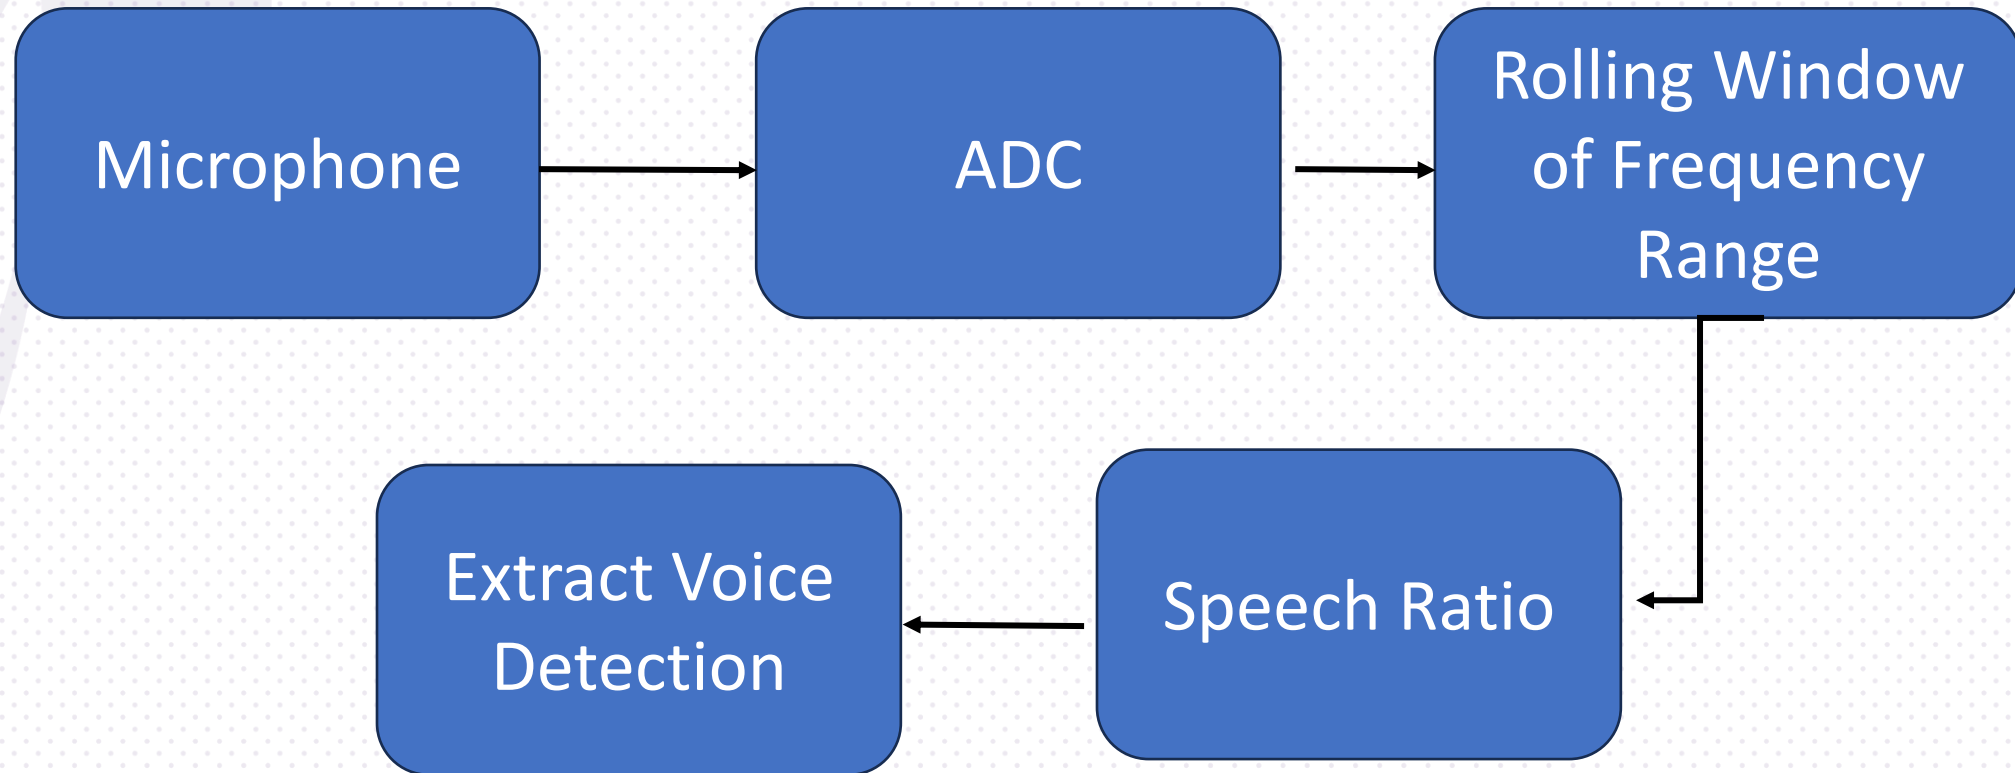 Microphone
ADC
Rolling Window
of Frequency
Range
Extract Voice
Detection
Speech Ratio